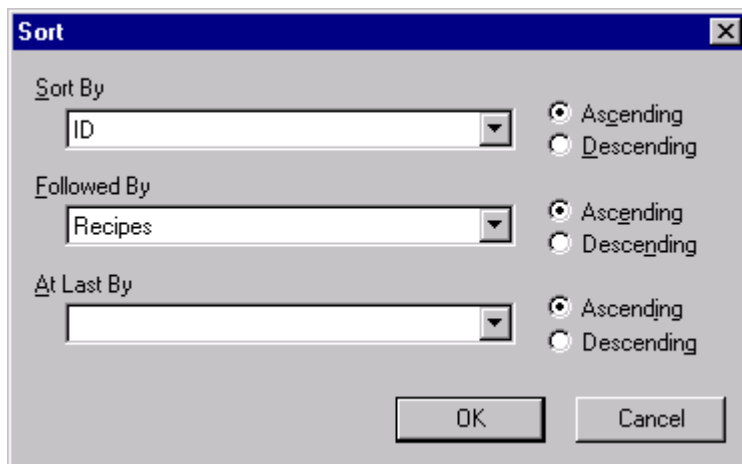 Sort
Sort By
ID
Ascending
Descending
Followed By
Recipes
Ascending
Descending
At Last By
Ascending
Descending
OK Cancel